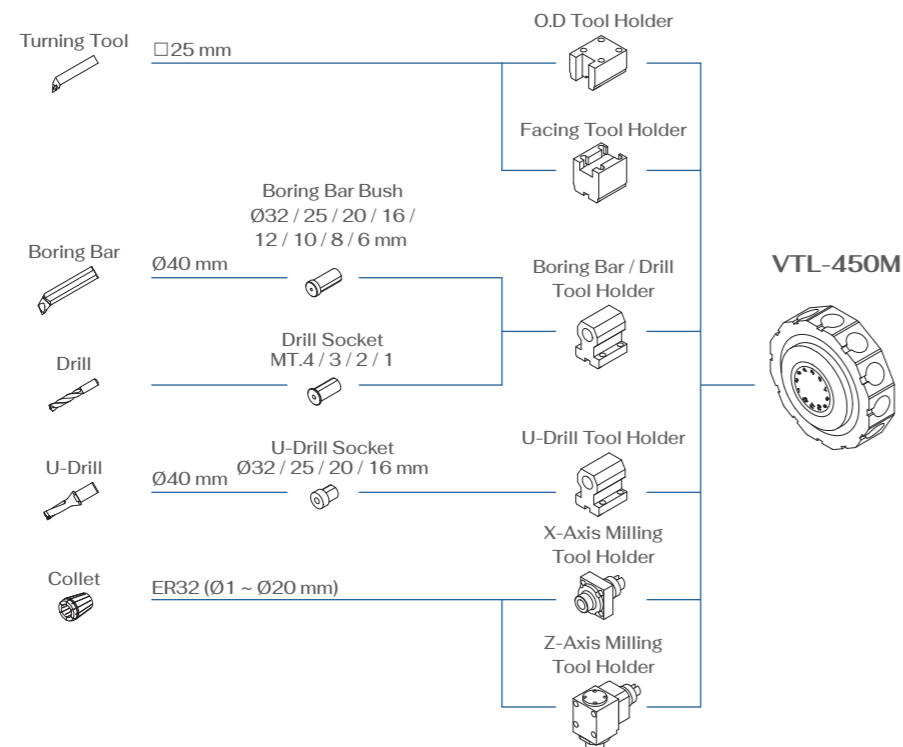 O.D Tool Holder
Turning Tool
□25 mm
Facing Tool Holder
Boring Bar Bush
Ø32 / 25 / 20 / 16 /
12 / 10 / 8 / 6 mm
Boring Bar
Ø40 mm
Boring Bar / Drill
Tool Holder
VTL-450M
Drill Socket
MT.4 / 3 / 2 / 1
Drill
U-Drill Tool Holder
U-Drill Socket
Ø32 / 25 / 20 / 16 mm
U-Drill
Ø40 mm
X-Axis Milling
Tool Holder
Collet
ER32 (Ø1 ~ Ø20 mm)
Z-Axis Milling
Tool Holder